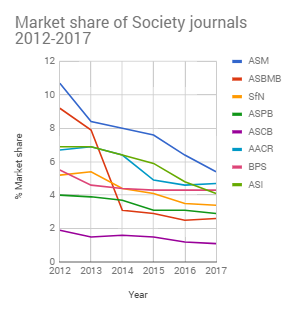 Market share of Society journals
2012-2017
12
10
8
6
4
2
0
2012 2013 2014 2015 2016 2017
% Market share
Year
ASM
ASBMB
SfN
ASPB
ASCB
AACR
BPS
ASI